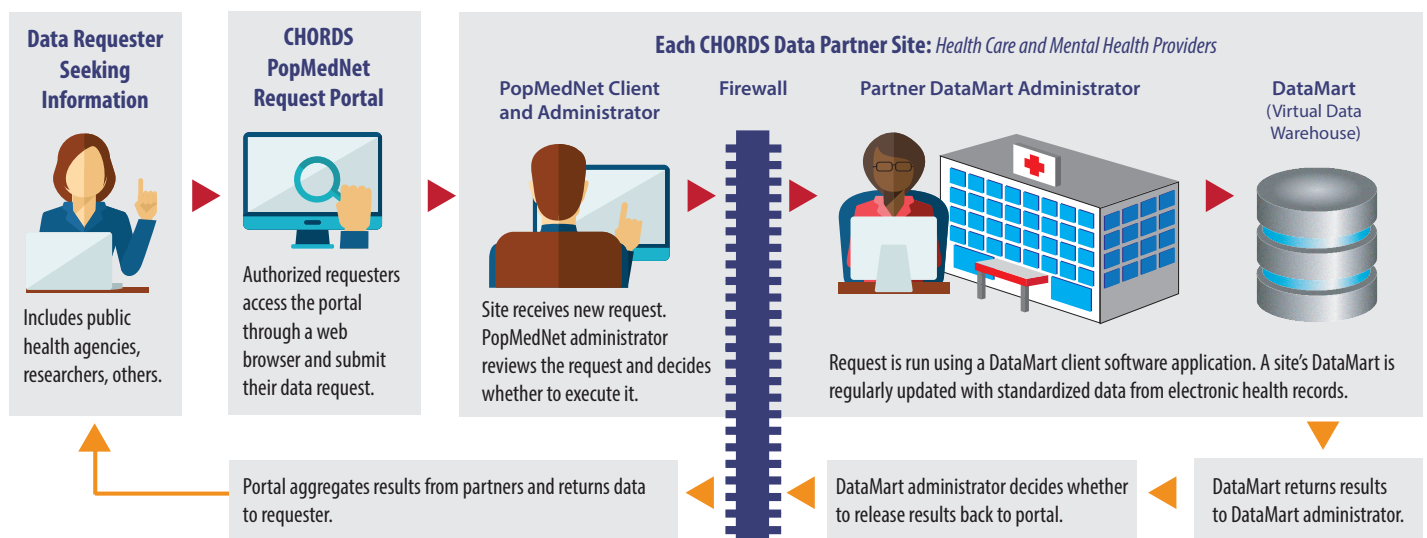 Data Requester
Seeking
Information
Includes public
health agencies,
researchers, others.
CHORDS
PopMedNet
Request Portal
Authorized requesters
access the portal
through a web
browser and submit
their data request.
Each CHORDS Data Partner Site: Health Care and Mental Health Providers
PopMedNet Client
and Administrator
Site receives new request.
PopMedNet administrator
reviews the request and decides
whether to execute it.
Firewall
Partner DataMart Administrator
DataMart
(Virtual Data
Warehouse)
Request is run using a DataMart client software application. A site’s DataMart is
regularly updated with standardized data from electronic health records.
DataMart returns results
to DataMart administrator.
DataMart administrator decides whether
to release results back to portal.
Portal aggregates results from partners and returns data
to requester.